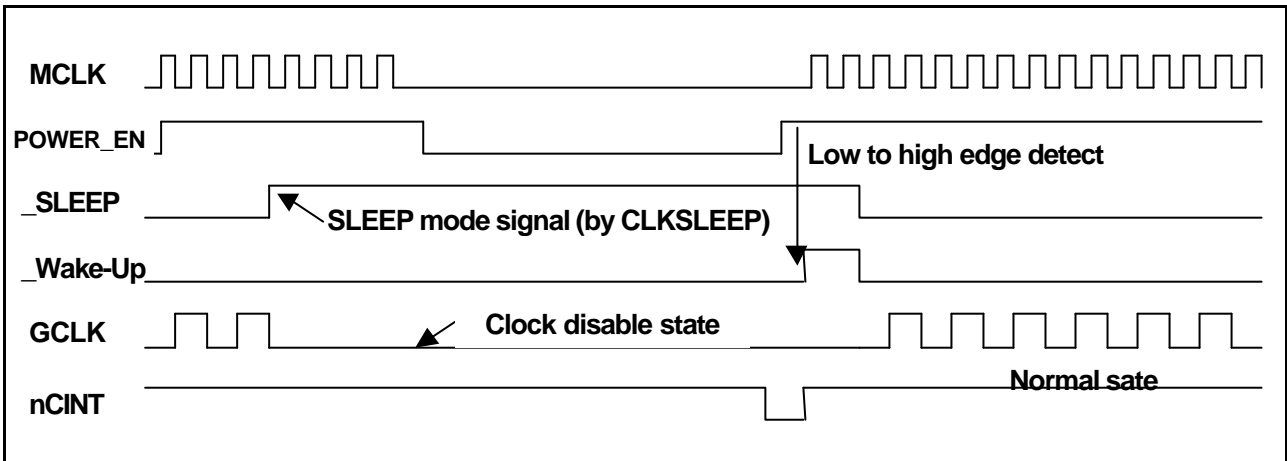 MCLK
POWER_EN
Low to high edge detect
_SLEEP
SLEEP mode signal (by CLKSLEEP)
_Wake-Up
GCLK
Clock disable state
Normal sate
nCINT